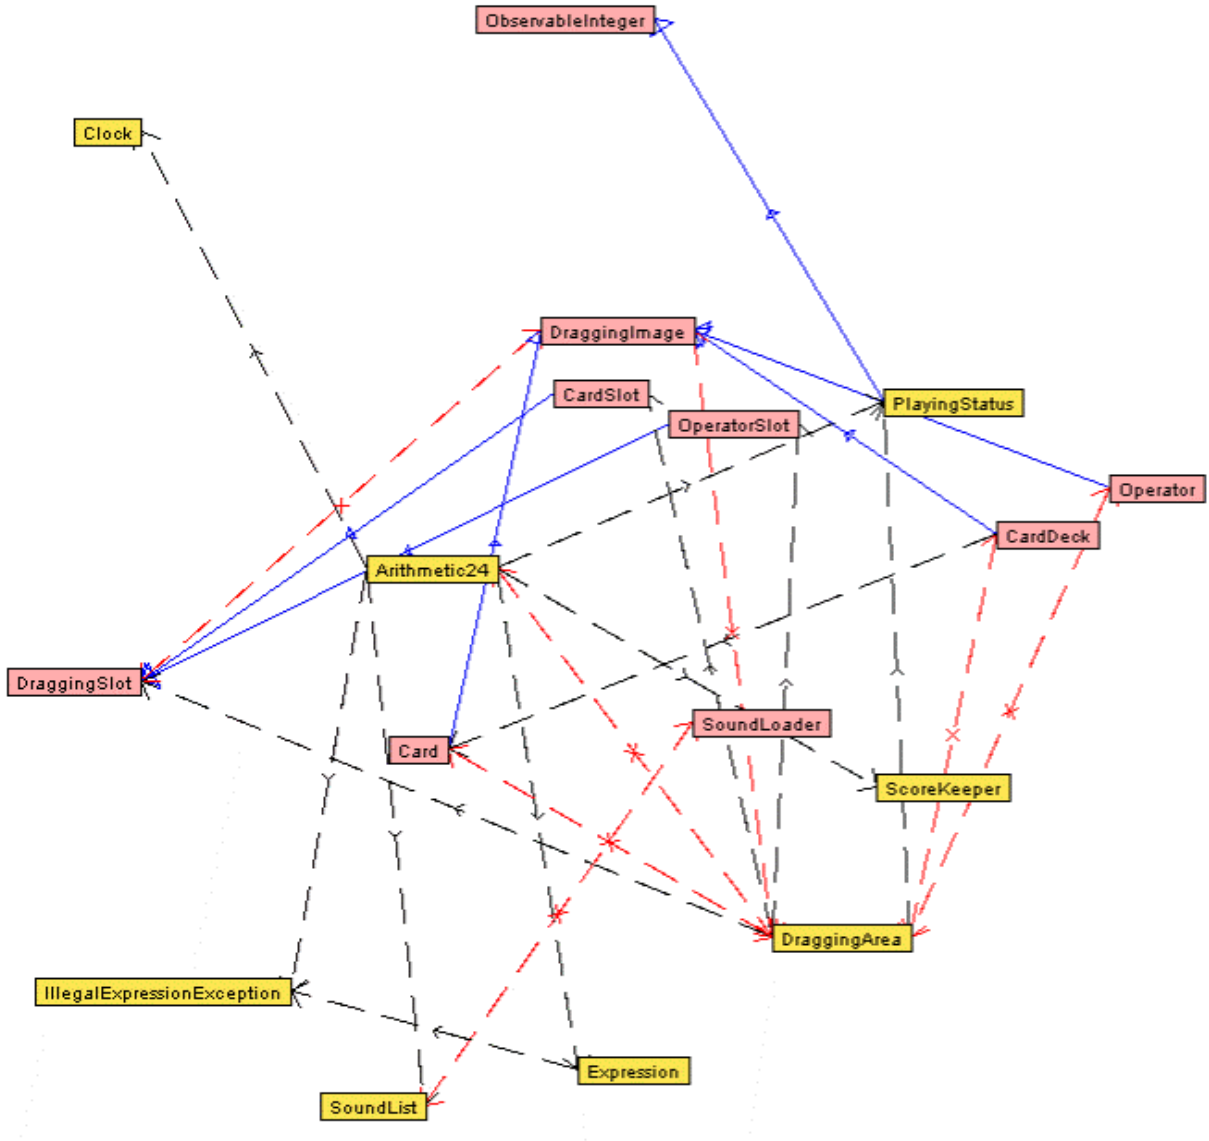 ObservableInteger
Clock
DraggingImage
CardSlot
PlayingStatus
OperatorSlot
Operator
CardDeck
Arithmetic24
DraggingSlot
SoundLoader
Card
ScoreKeeper
DraggingArea
IllegalExpressionException
Expression
SoundList